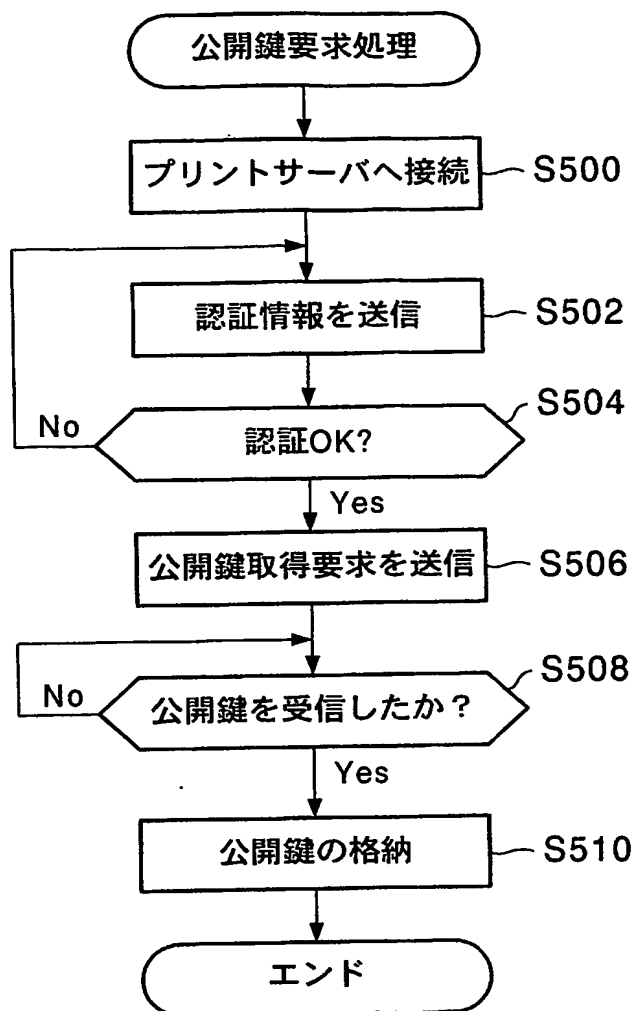 公開鍵要求処理
プリントサーバへ接続
S500
認証情報を送信
S502
S504
No
認証OK?
Yes
公開鍵取得要求を送信
S506
S508
No
公開鍵を受信したか?
Yes
公開鍵の格納
S510
エンド